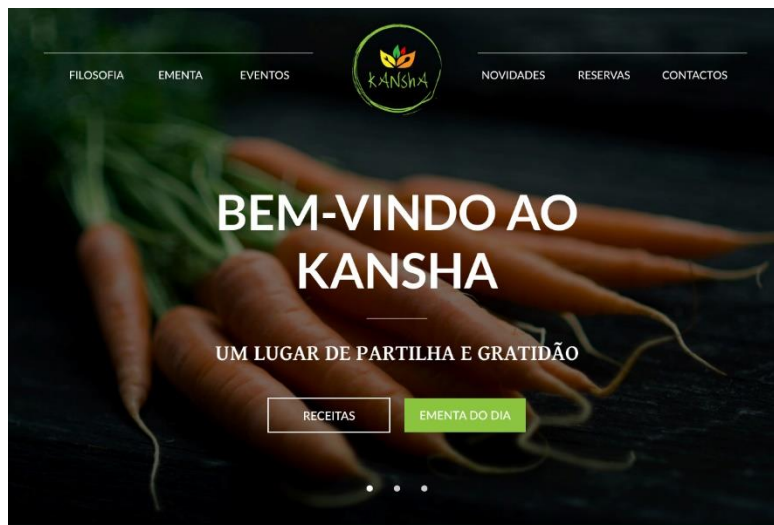 FILOSOFIA EMENTA EVENTOS KANShA NOVIDADES RESERVAS CONTACTOS
BEM-VINDO AO
KANSHA
UM LUGAR DE PARTILHA E GRATIDÃO
RECEITAS EMENTA DO DIA